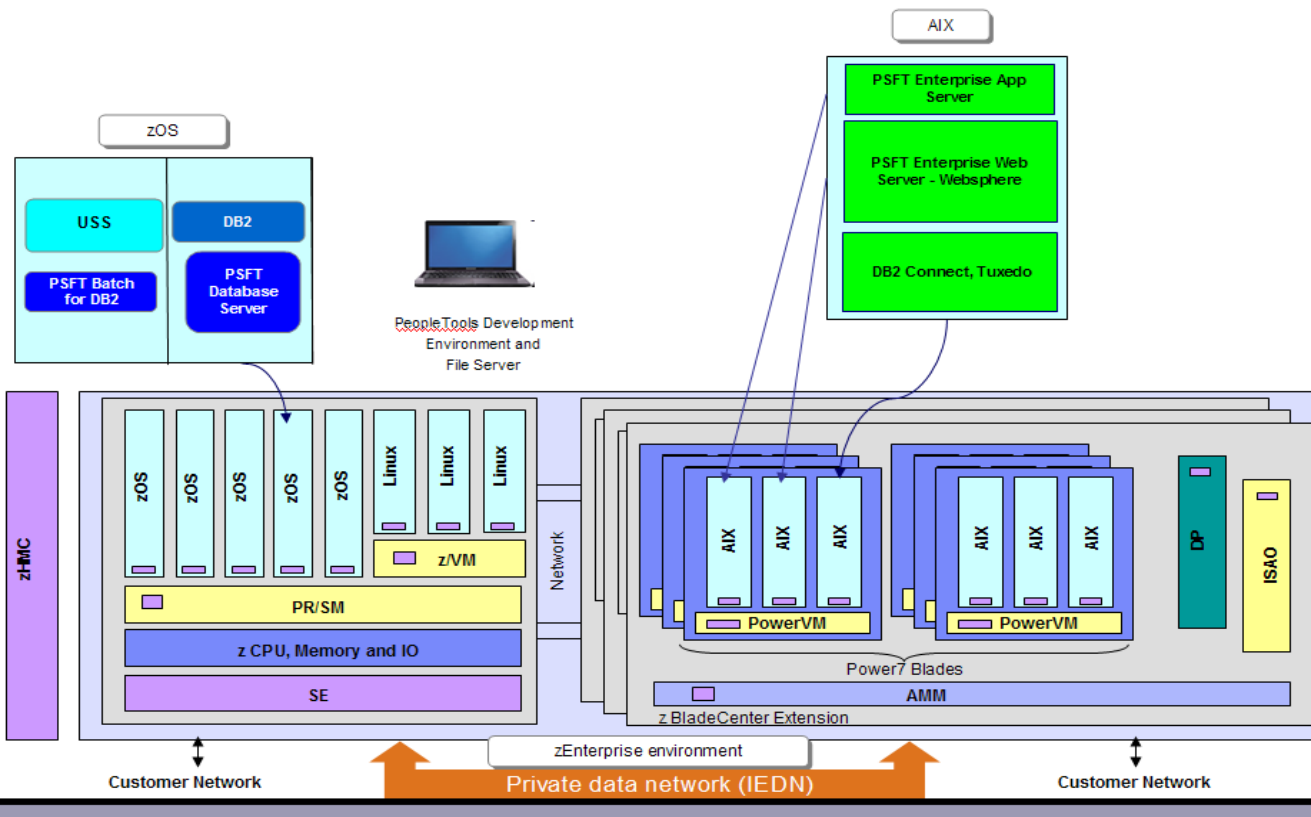 AIX
PSFT Enterprise App
Server
PSFT Enterprise Web
Server - Websphere
DB2 Connect, Tuxedo
zOS
USS
DB2
PSFT Batch
for DB2
PSFT
Database
Server
PeopleTools Development
Environment and
File Server
zHMC
zOS
zOS
zOS
zOS
zOS
Linux
Linux
Linux
z/VM
PR/SM
z CPU, Memory and IO
SE
Network
AIX
AIX
AIX
PowerVM
AIX
AIX
AIX
PowerVM
DP
ISAO
Power7 Blades
AMM
z BladeCenter Extension
zEnterprise environment
Customer Network
Private data network (IEDN)
Customer Network